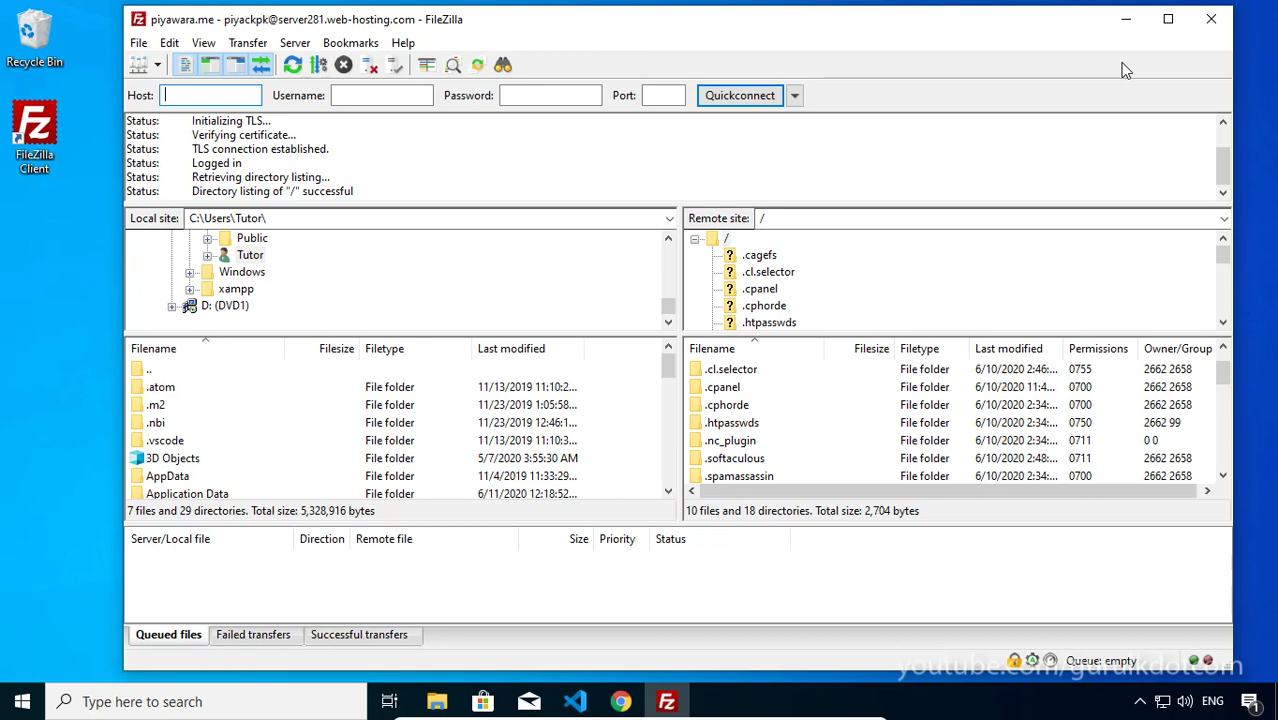 Recycle Bin
FileZilla
Client
piyawara.me - piyackpk@server281.web-hosting.com - FileZilla
File Edit View Transfer Server Bookmarks Help
Host: Username: Password: Port: Quickconnect
Status: Initializing TLS...
Status: Verifying certificate...
Status: TLS connection established.
Status: Logged in
Status: Retrieving directory listing...
Status: Directory listing of "/" successful
Local site: C:\Users\Tutor\
Public
Tutor
Windows
xampp
D: (DVD1)
Remote site: /
/
.cagefs
.cl.selector
.cpanel
.cphorde
.htpasswds
Filename Filesize Filetype Last modified
..
.atom File folder 11/13/2019 11:10:2...
.m2 File folder 11/23/2019 1:05:58...
.nbi File folder 11/23/2019 12:46:1...
.vscode File folder 11/13/2019 11:10:3...
3D Objects File folder 5/7/2020 3:55:30 AM
AppData File folder 11/4/2019 11:33:29...
Application Data File folder 6/11/2020 12:18:52...
7 files and 29 directories. Total size: 5,328,916 bytes
Filename Filesize Filetype Last modified Permissions Owner/Group
.cl.selector File folder 6/10/2020 2:46:... 0755 2662 2658
.cpanel File folder 6/10/2020 11:4... 0700 2662 2658
.cphorde File folder 6/10/2020 2:34:... 0700 2662 2658
.htpasswds File folder 6/10/2020 2:34:... 0750 2662 99
.nc_plugin File folder 6/10/2020 2:34:... 0711 0 0
.softaculous File folder 6/10/2020 2:48:... 0711 2662 2658
.spamassassin File folder 6/10/2020 2:34:... 0700 2662 2658
10 files and 18 directories. Total size: 2,704 bytes
Server/Local file Direction Remote file Size Priority Status
Queued files Failed transfers Successful transfers
Queue: empty
youtube.com/guruikdotcom
Type here to search
ENG
1